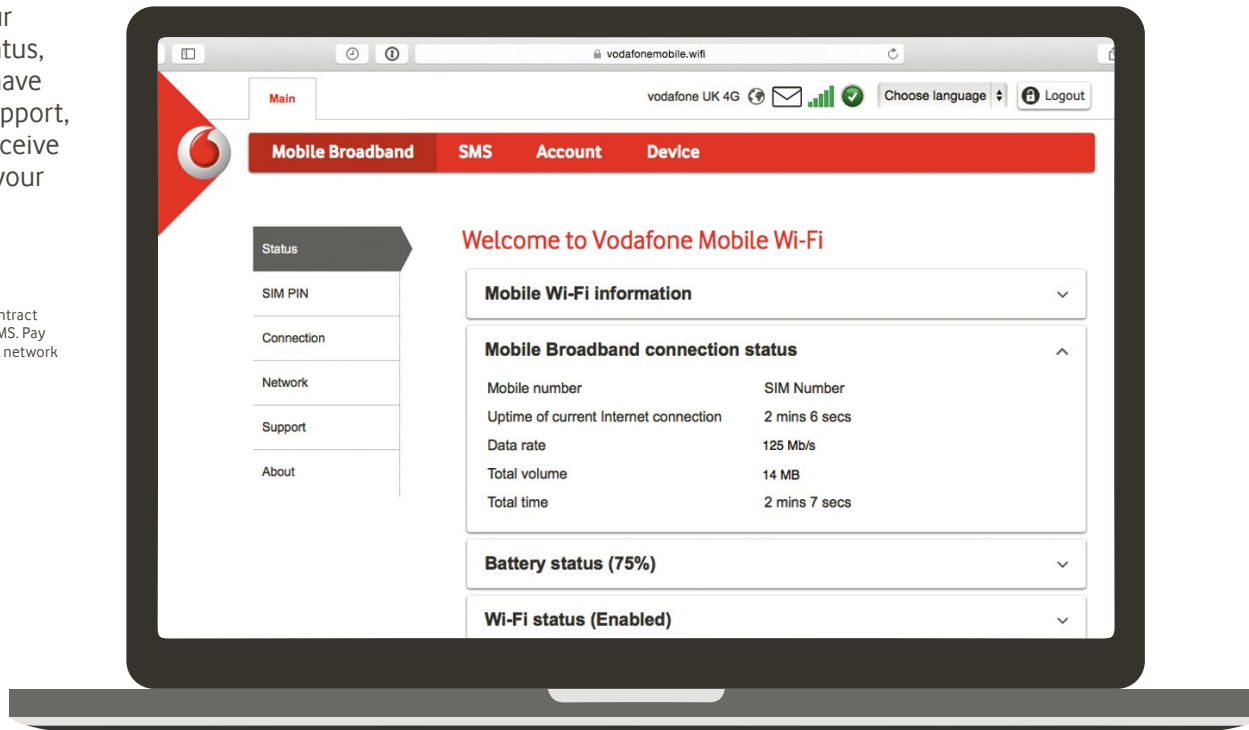 ur
atus,
have
pport,
ceive
your
ntract
MS. Pay
network
vodafonemobile.wifi
Main
vodafone UK 4G
Choose language
Logout
Mobile Broadband SMS Account Device
Status
SIM PIN
Connection
Network
Support
About
Welcome to Vodafone Mobile Wi-Fi
Mobile Wi-Fi information
Mobile Broadband connection status
Mobile number SIM Number
Uptime of current Internet connection 2 mins 6 secs
Data rate 125 Mb/s
Total volume 14 MB
Total time 2 mins 7 secs
Battery status (75%)
Wi-Fi status (Enabled)